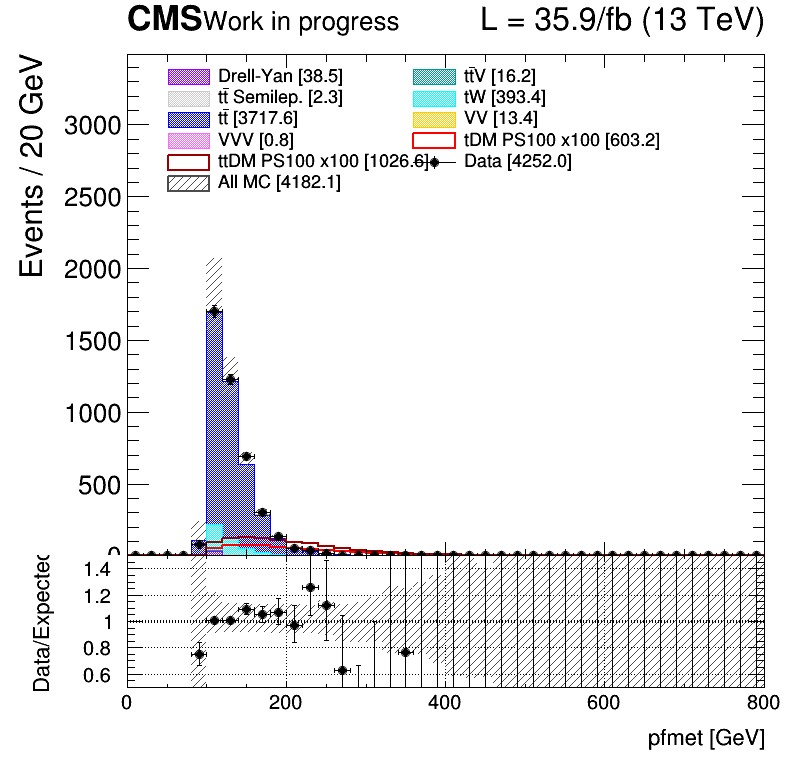 CMS Work in progress L = 35.9/fb (13 TeV)
Events / 20 GeV
Drell-Yan [38.5] tt̄V [16.2]
tt̄ Semilep. [2.3] tW [393.4]
tt̄ [3717.6] VV [13.4]
VVV [0.8] tDM PS100 x100 [603.2]
ttDM PS100 x100 [1026.6] Data [4252.0]
All MC [4182.1]
3000
2500
2000
1500
1000
500
0
Data/Expected
1.4
1.2
1
0.8
0.6
0 200 400 600 800
pfmet [GeV]